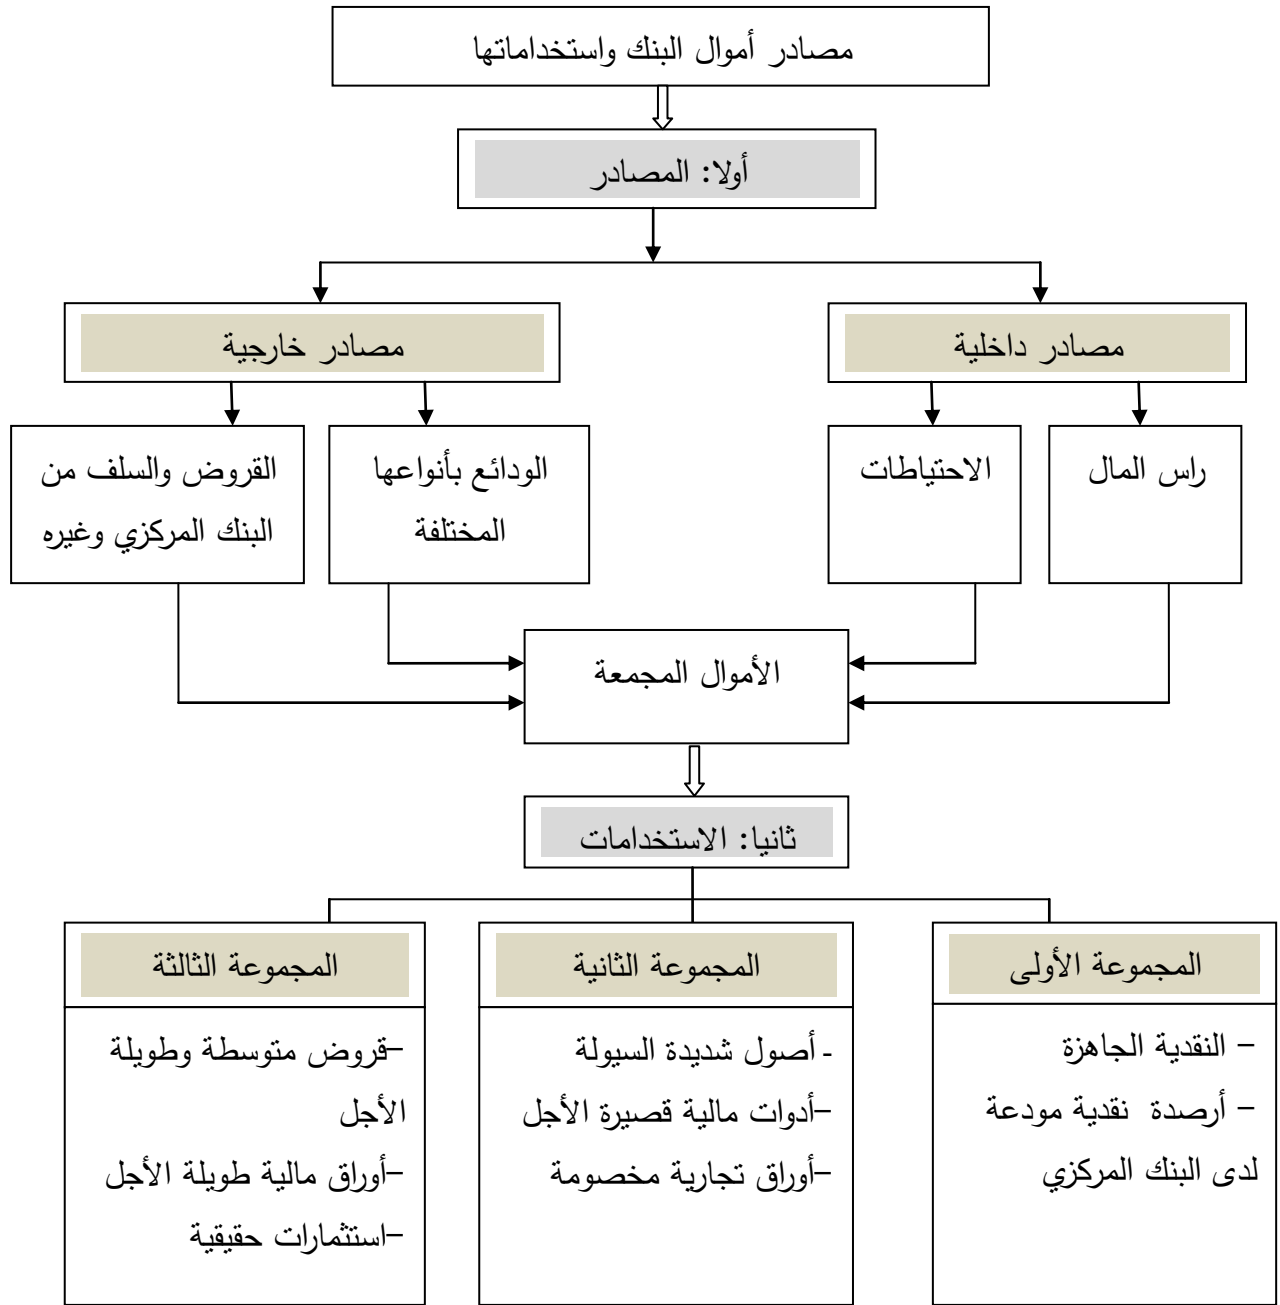 مصادر أموال البنك واستخداماتها
أولا: المصادر
مصادر داخلية
مصادر خارجية
راس المال
الاحتياطات
الودائع بأنواعها
المختلفة
القروض والسلف من
البنك المركزي وغيره
الأموال المجمعة
ثانيا: الاستخدامات
المجموعة الأولى
– النقدية الجاهزة
– أرصدة نقدية مودعة
لدى البنك المركزي
المجموعة الثانية
- أصول شديدة السيولة
–أدوات مالية قصيرة الأجل
–أوراق تجارية مخصومة
المجموعة الثالثة
–قروض متوسطة وطويلة
الأجل
–أوراق مالية طويلة الأجل
–استثمارات حقيقية